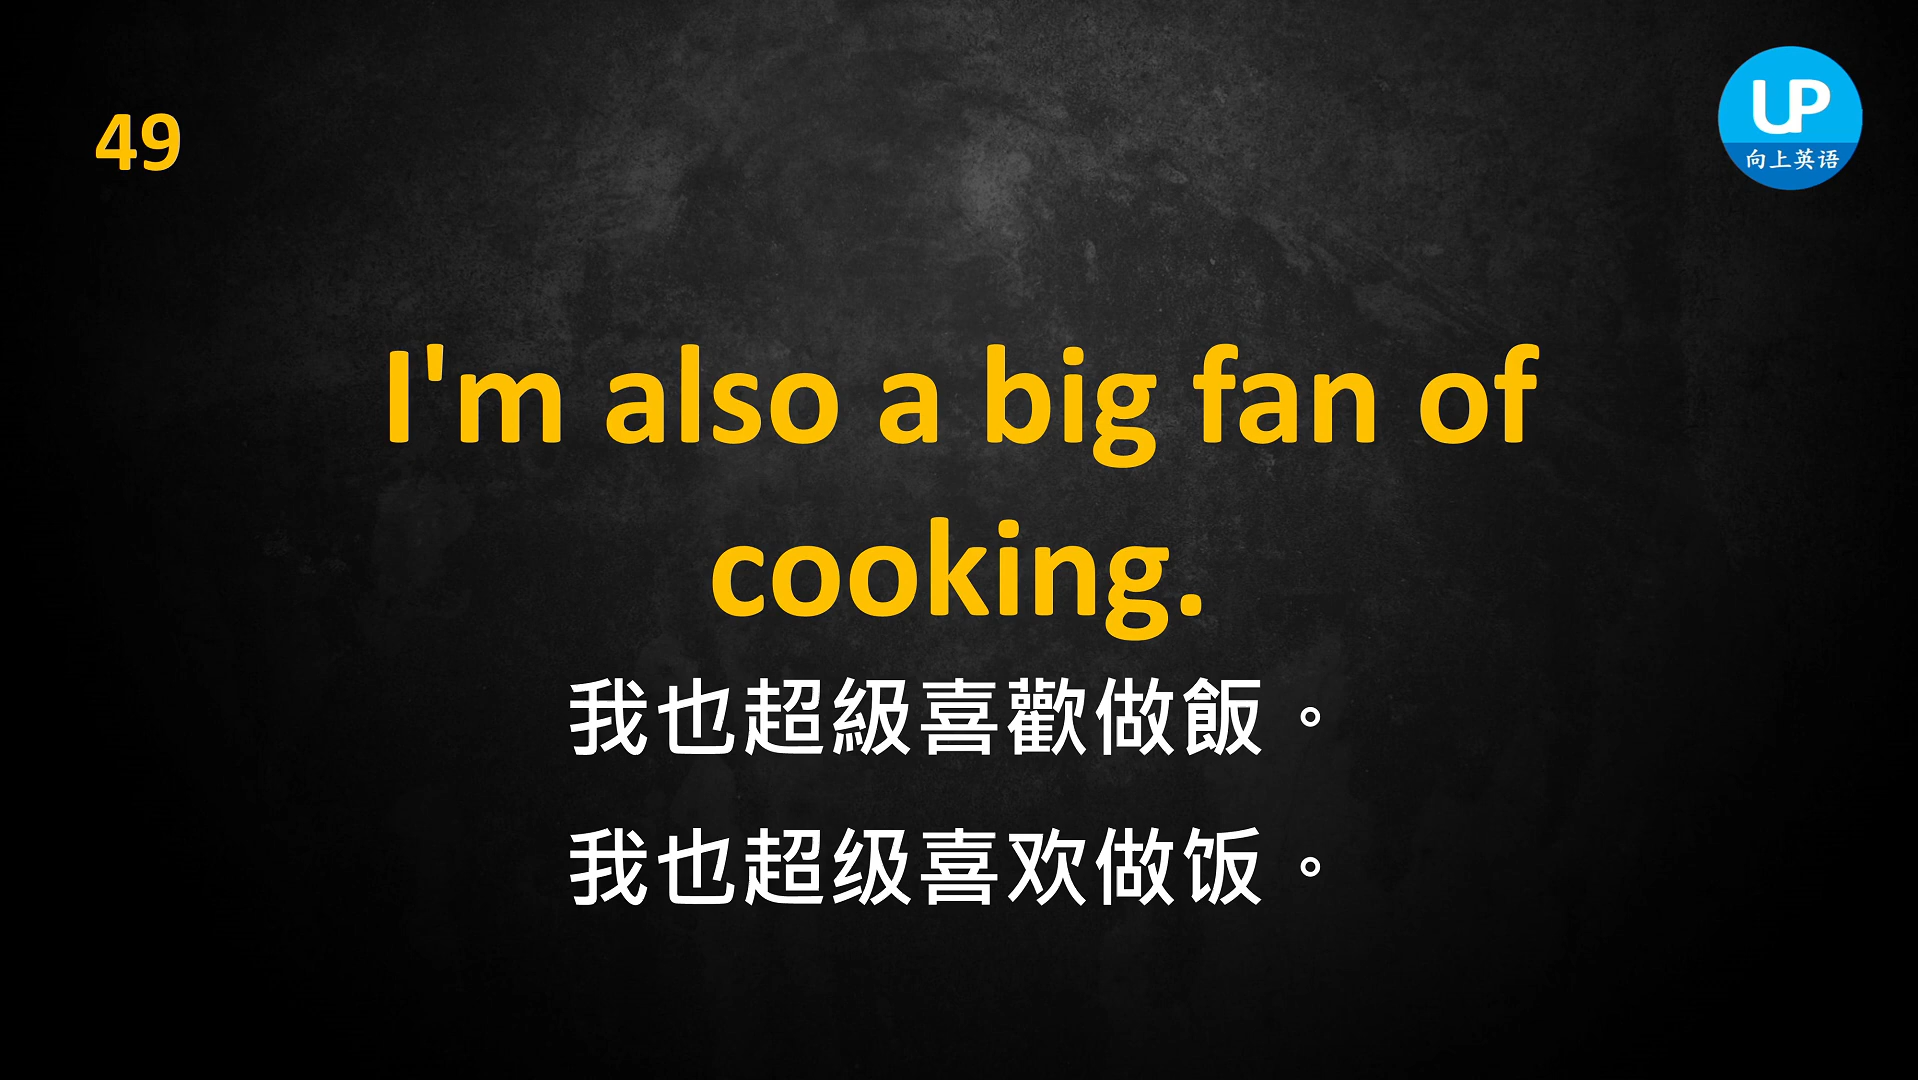 49
UP
向上英语
I'm also a big fan of
cooking.
我也超級喜歡做飯。
我也超级喜欢做饭。